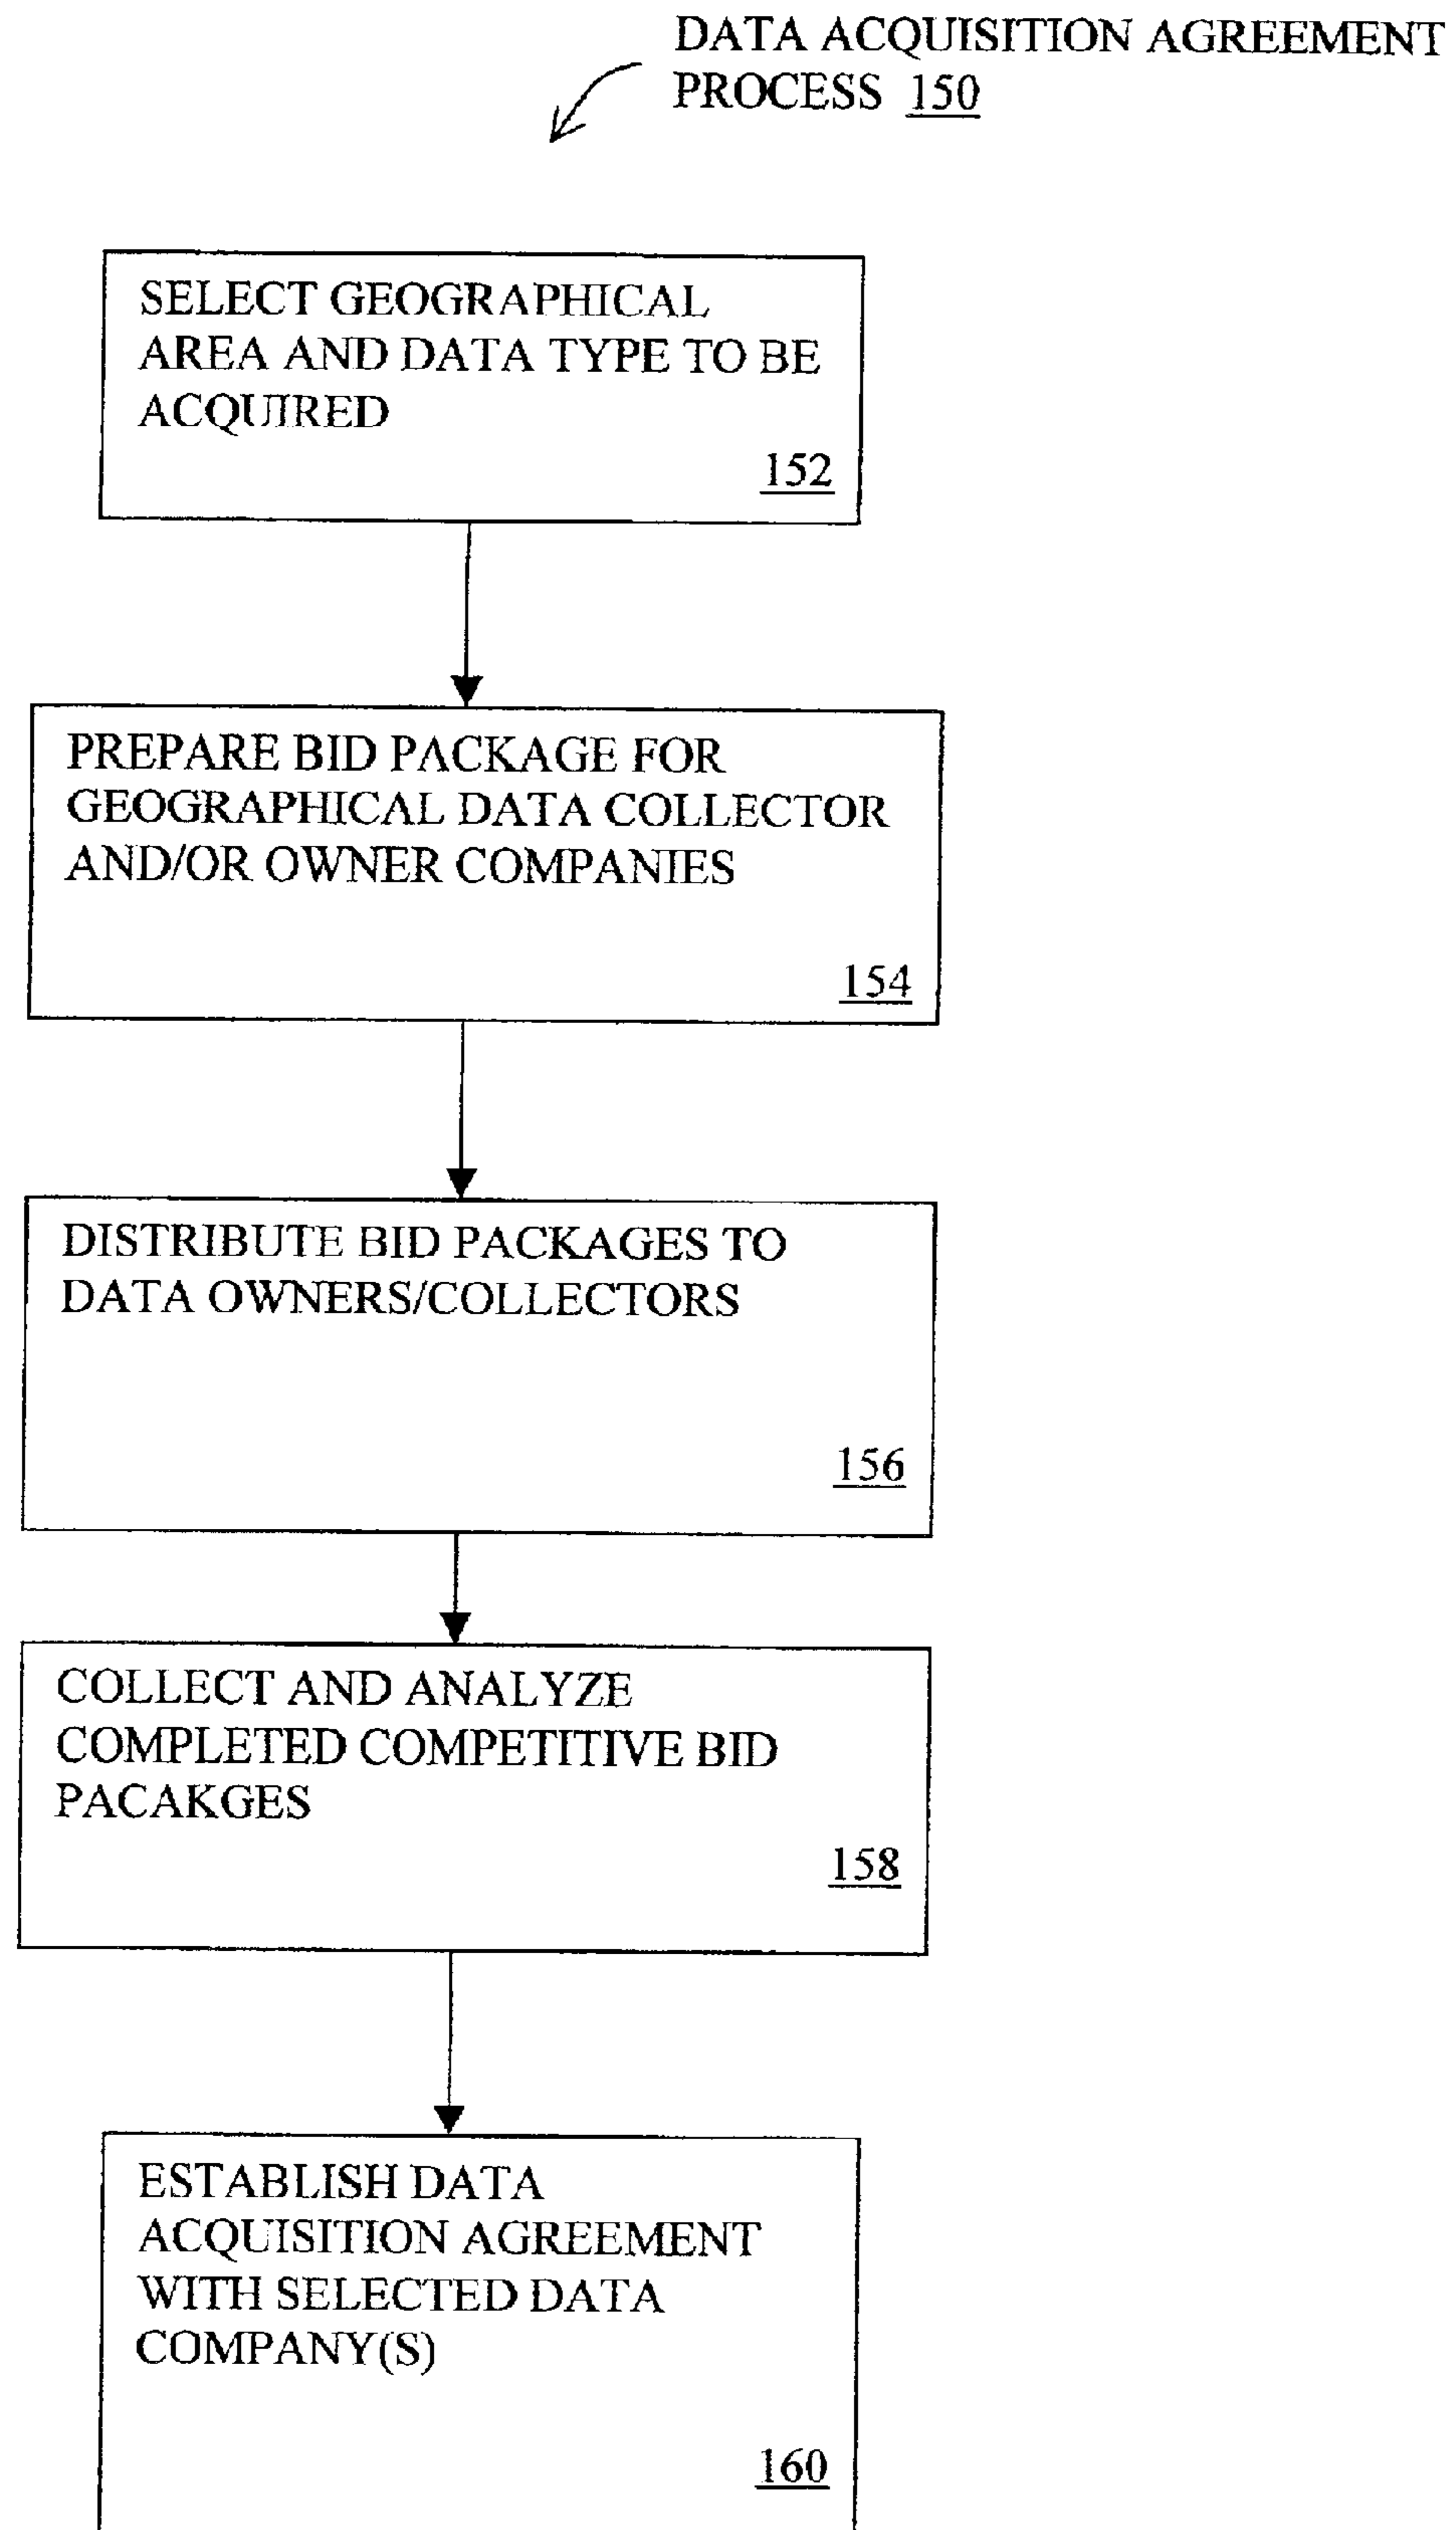 DATA ACQUISITION AGREEMENT
PROCESS 150
SELECT GEOGRAPHICAL
AREA AND DATA TYPE TO BE
ACQUIRED
152
PREPARE BID PACKAGE FOR
GEOGRAPHICAL DATA COLLECTOR
AND/OR OWNER COMPANIES
154
DISTRIBUTE BID PACKAGES TO
DATA OWNERS/COLLECTORS
156
COLLECT AND ANALYZE
COMPLETED COMPETITIVE BID
PACAKGES
158
ESTABLISH DATA
ACQUISITION AGREEMENT
WITH SELECTED DATA
COMPANY(S)
160